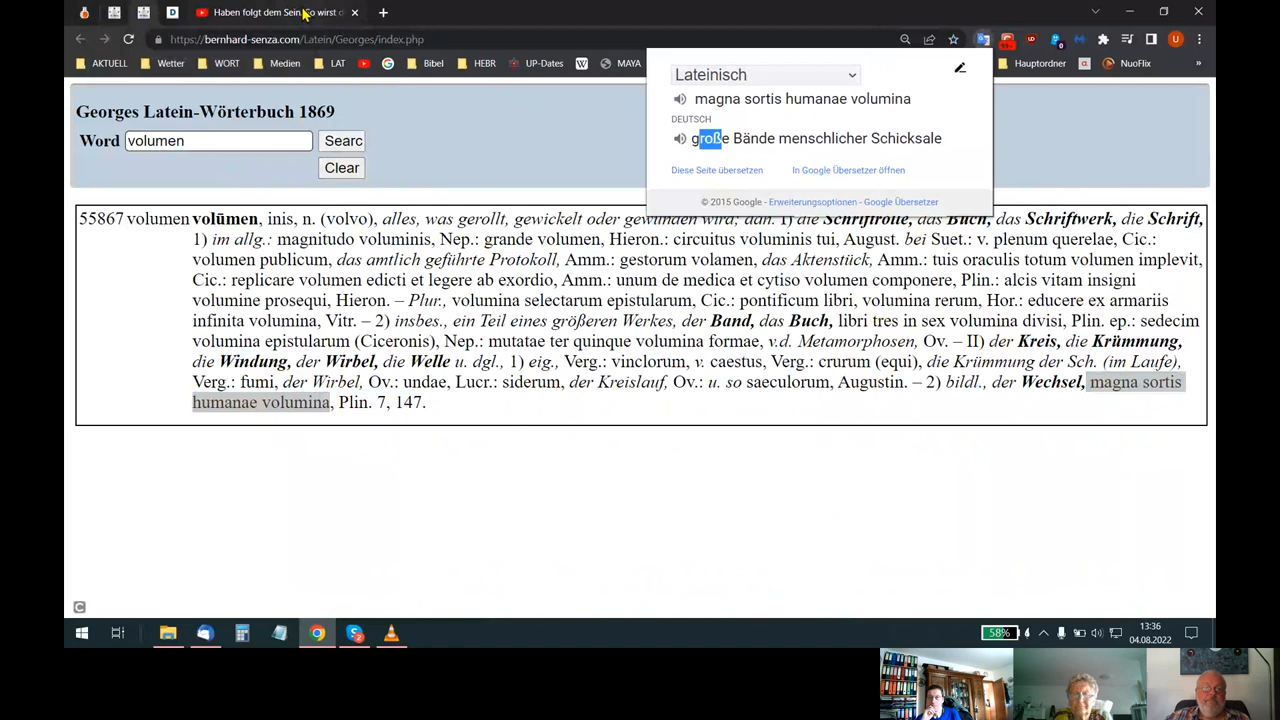 Haben folgt dem Sein. So wirst d
https://bernhard-senza.com/Latein/Georges/index.php
AKTUELL Wetter WORT Medien LAT Bibel HEBR UP-Dates MAYA Hauptordner NuoFlix »
Georges Latein-Wörterbuch 1869
Word volumen Searc
Clear
Lateinisch
magna sortis humanae volumina
DEUTSCH
große Bände menschlicher Schicksale
Diese Seite übersetzen In Google Übersetzer öffnen
© 2015 Google - Erweiterungsoptionen - Google Übersetzer
55867 volumen volūmen, inis, n. (volvo), alles, was gerollt, gewickelt oder gewunden wird; dah. 1) die Schriftrolle, das Buch, das Schriftwerk, die Schrift,
1) im allg.: magnitudo voluminis, Nep.: grande volumen, Hieron.: circuitus voluminis tui, August. bei Suet.: v. plenum querelae, Cic.:
volumen publicum, das amtlich geführte Protokoll, Amm.: gestorum volamen, das Aktenstück, Amm.: tuis oraculis totum volumen implevit,
Cic.: replicare volumen edicti et legere ab exordio, Amm.: unum de medica et cytiso volumen componere, Plin.: alcis vitam insigni
volumine prosequi, Hieron. – Plur., volumina selectarum epistularum, Cic.: pontificum libri, volumina rerum, Hor.: educere ex armariis
infinita volumina, Vitr. – 2) insbes., ein Teil eines größeren Werkes, der Band, das Buch, libri tres in sex volumina divisi, Plin. ep.: sedecim
volumina epistularum (Ciceronis), Nep.: mutatae ter quinque volumina formae, v.d. Metamorphosen, Ov. – II) der Kreis, die Krümmung,
die Windung, der Wirbel, die Welle u. dgl., 1) eig., Verg.: vinclorum, v. caestus, Verg.: crurum (equi), die Krümmung der Sch. (im Laufe),
Verg.: fumi, der Wirbel, Ov.: undae, Lucr.: siderum, der Kreislauf, Ov.: u. so saeculorum, Augustin. – 2) bildl., der Wechsel, magna sortis
humanae volumina, Plin. 7, 147.
58%
13:36
04.08.2022